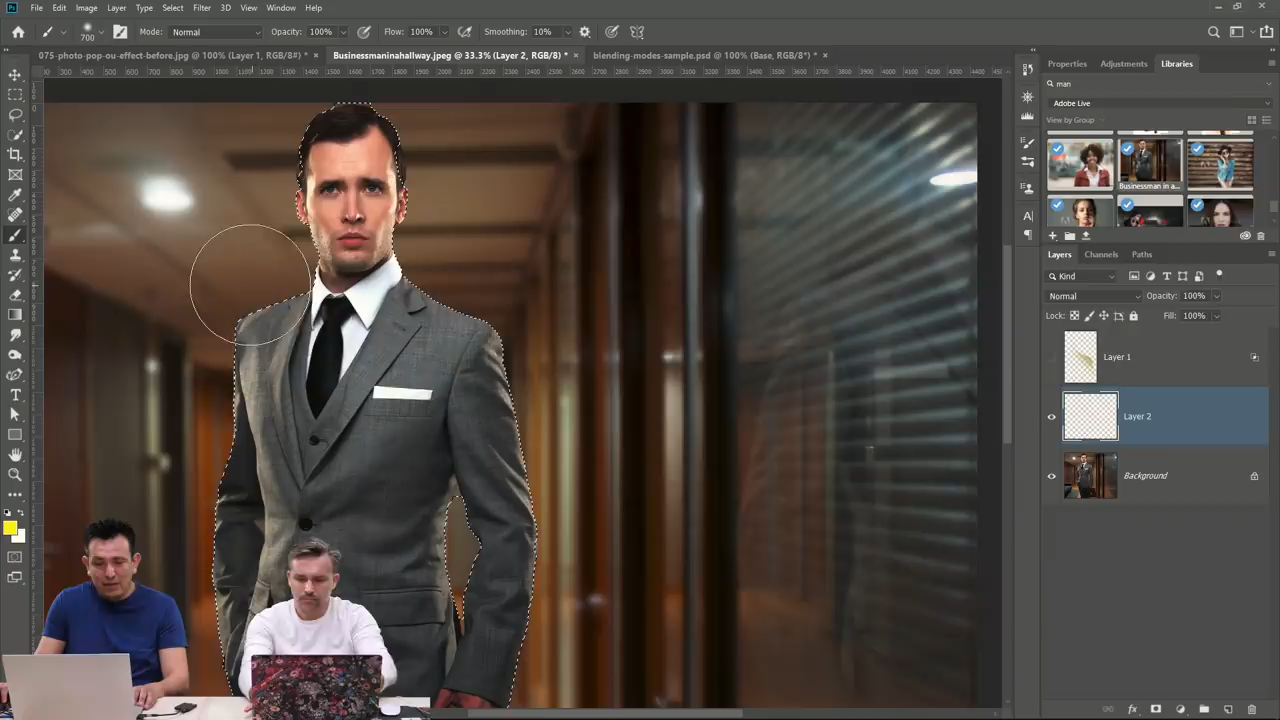 Ps File Edit Image Layer Type Select Filter 3D View Window Help
700 Mode: Normal Opacity: 100% Flow: 100% Smoothing: 10%
075-photo-pop-ou-effect-before.jpg @ 100% (Layer 1, RGB/8#) * × Businessmaninahallway.jpeg @ 33.3% (Layer 2, RGB/8) * × blending-modes-sample.psd @ 100% (Base, RGB/8*) * ×
Properties Adjustments Libraries
man
Adobe Live
View by Group
Businessman in a...
Layers Channels Paths
Kind
Normal Opacity: 100%
Lock: Fill: 100%
Layer 1
Layer 2
Background